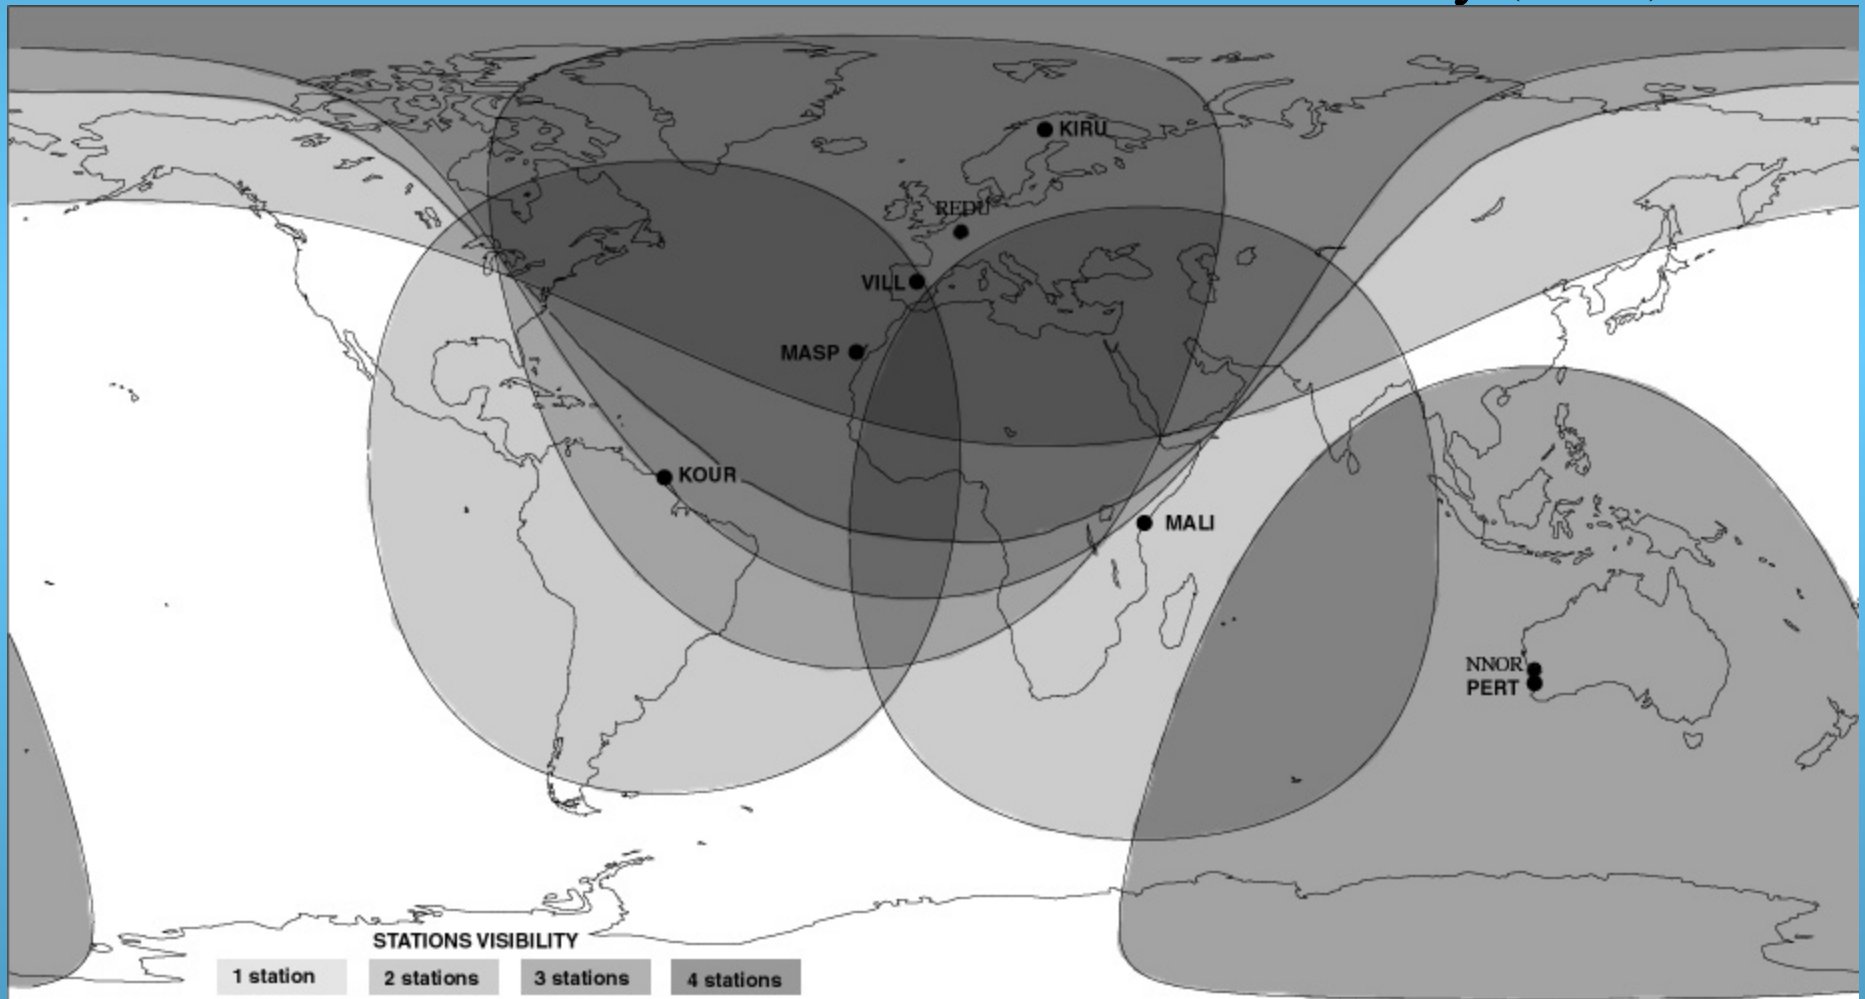 KIRU
REDU
VILL
MASP
KOUR
MALI
NNOR
PERT
STATIONS VISIBILITY
1 station
2 stations
3 stations
4 stations